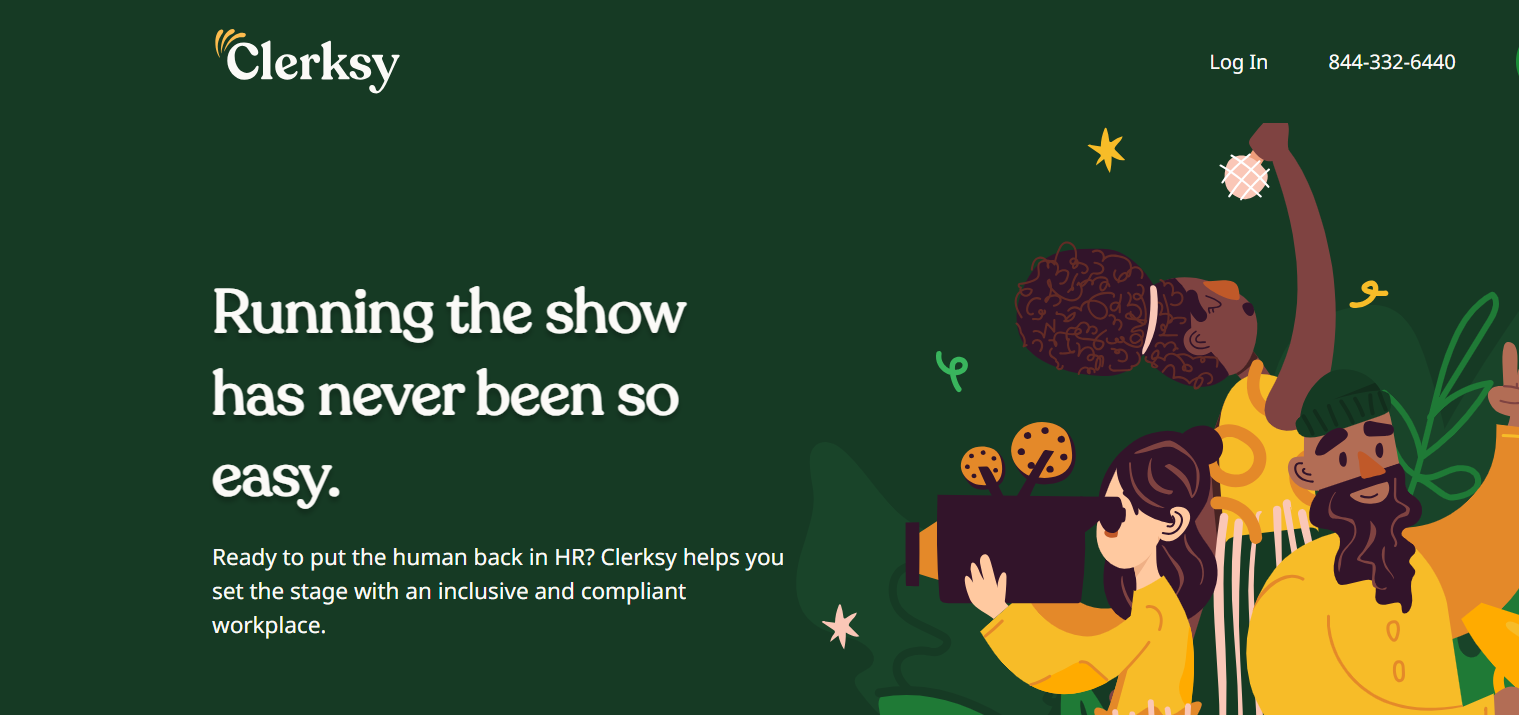 Clerksy
Log In
844-332-6440
Running the show
has never been so
easy.
Ready to put the human back in HR? Clerksy helps you
set the stage with an inclusive and compliant
workplace.